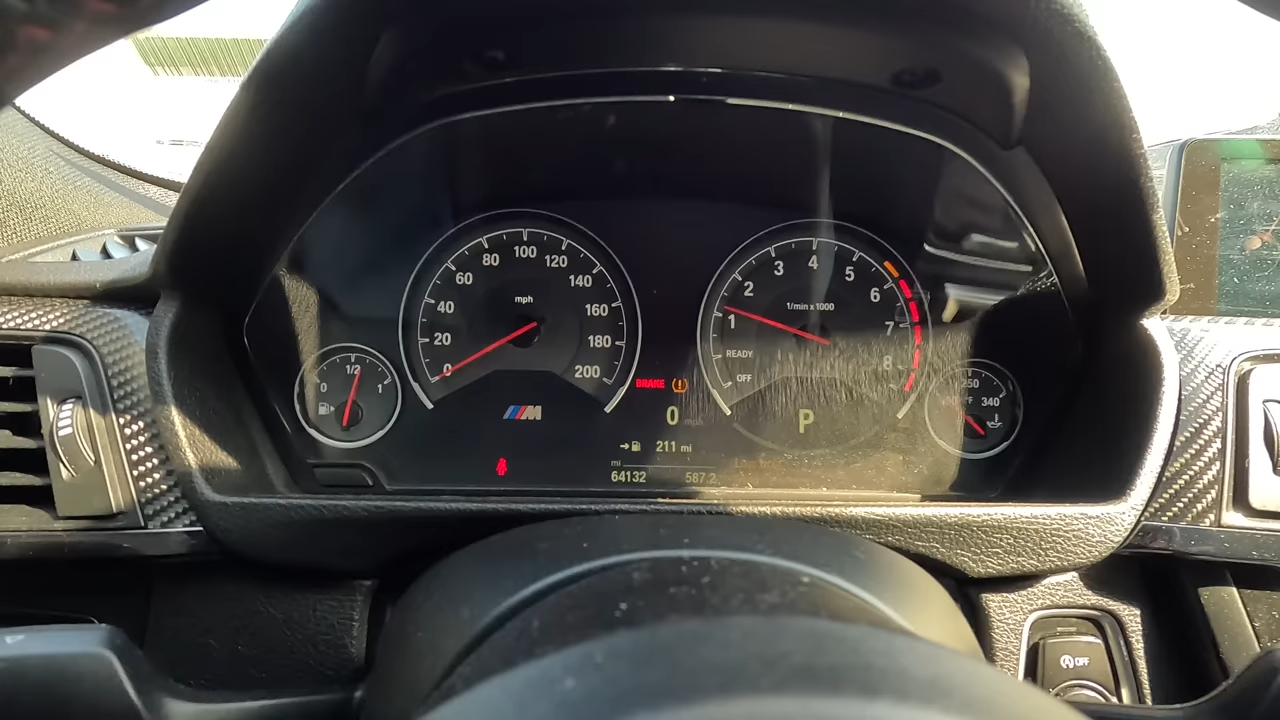 0
20
40
60
80
100
120
140
160
180
200
mph
M
0
1/2
1
OFF
READY
1
2
3
4
5
6
7
8
1/min x 1000
BRAKE
0 mph
P
211 mi
mi
64132
587.2
250
°F
340
OFF